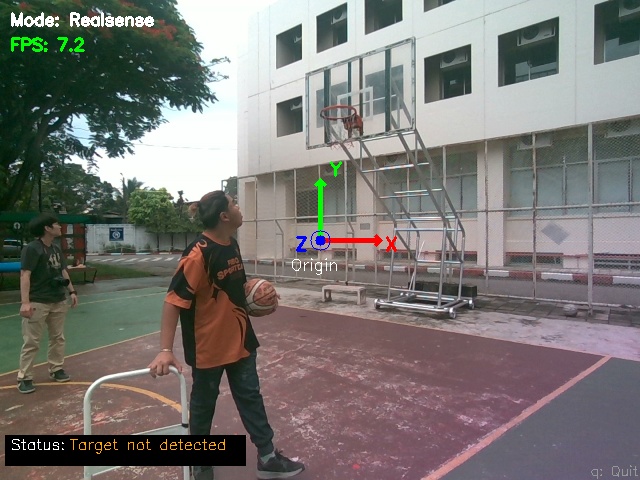 Mode: Realsense
FPS: 7.2
Y
Z
X
Origin
Status: Target not detected
q: Quit